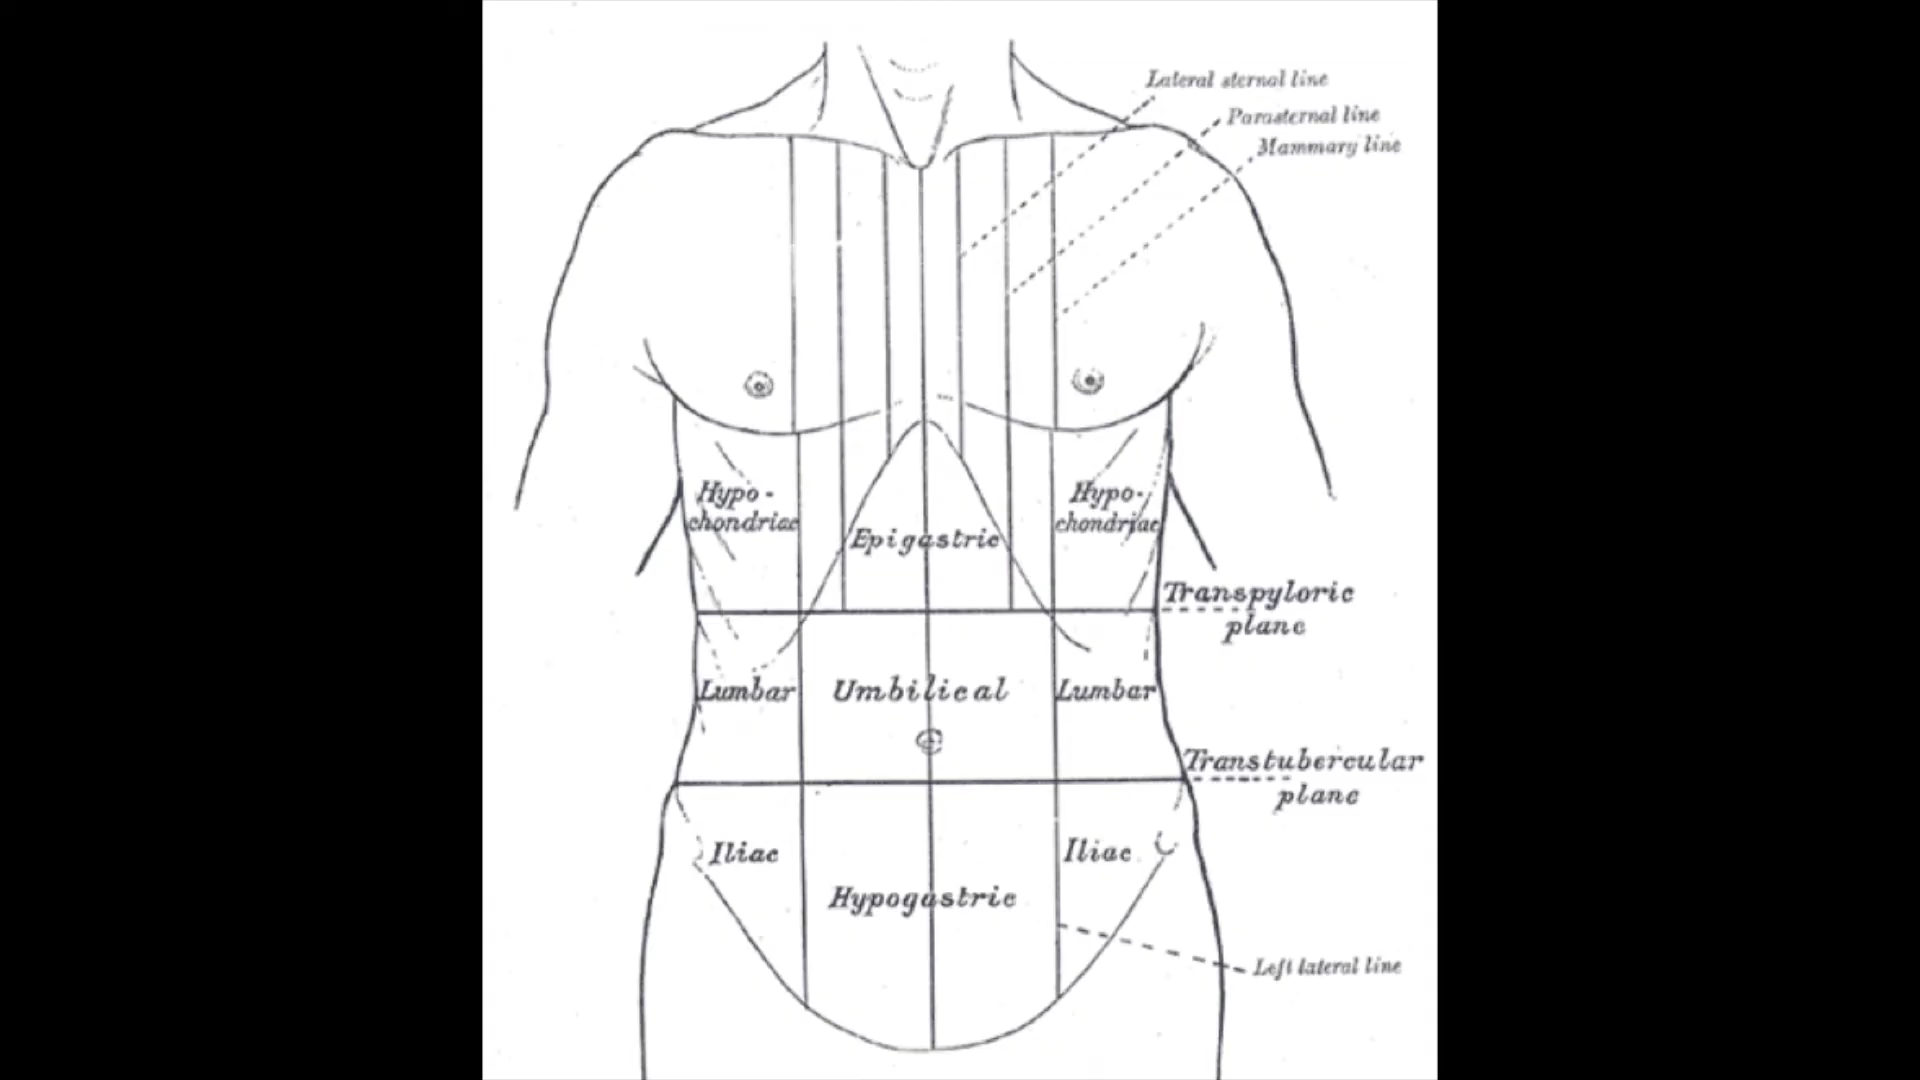 Lateral sternal line
Parasternal line
Mammary line
Hypo-
chondriac
Epigastric
Hypo-
chondriac
Transpyloric
plane
Lumbar
Umbilical
Lumbar
Transtubercular
plane
Iliac
Iliac
Hypogastric
Left lateral line